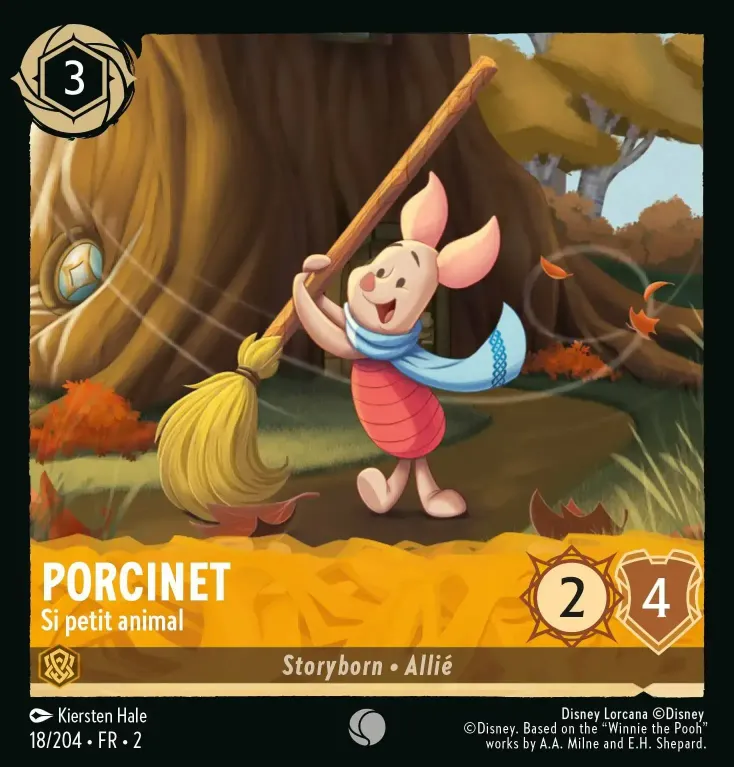 3
PORCINET
Si petit animal
2
4
Storyborn • Allié
Kiersten Hale
18/204 • FR • 2
Disney Lorcana ©Disney
©Disney. Based on the “Winnie the Pooh”
works by A.A. Milne and E.H. Shepard.